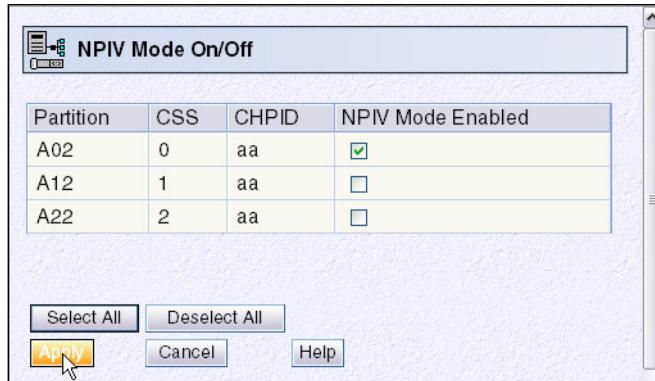 NPIV Mode On/Off
Partition CSS CHPID NPIV Mode Enabled
A02 0 aa
A12 1 aa
A22 2 aa
Select All Deselect All
Apply Cancel Help